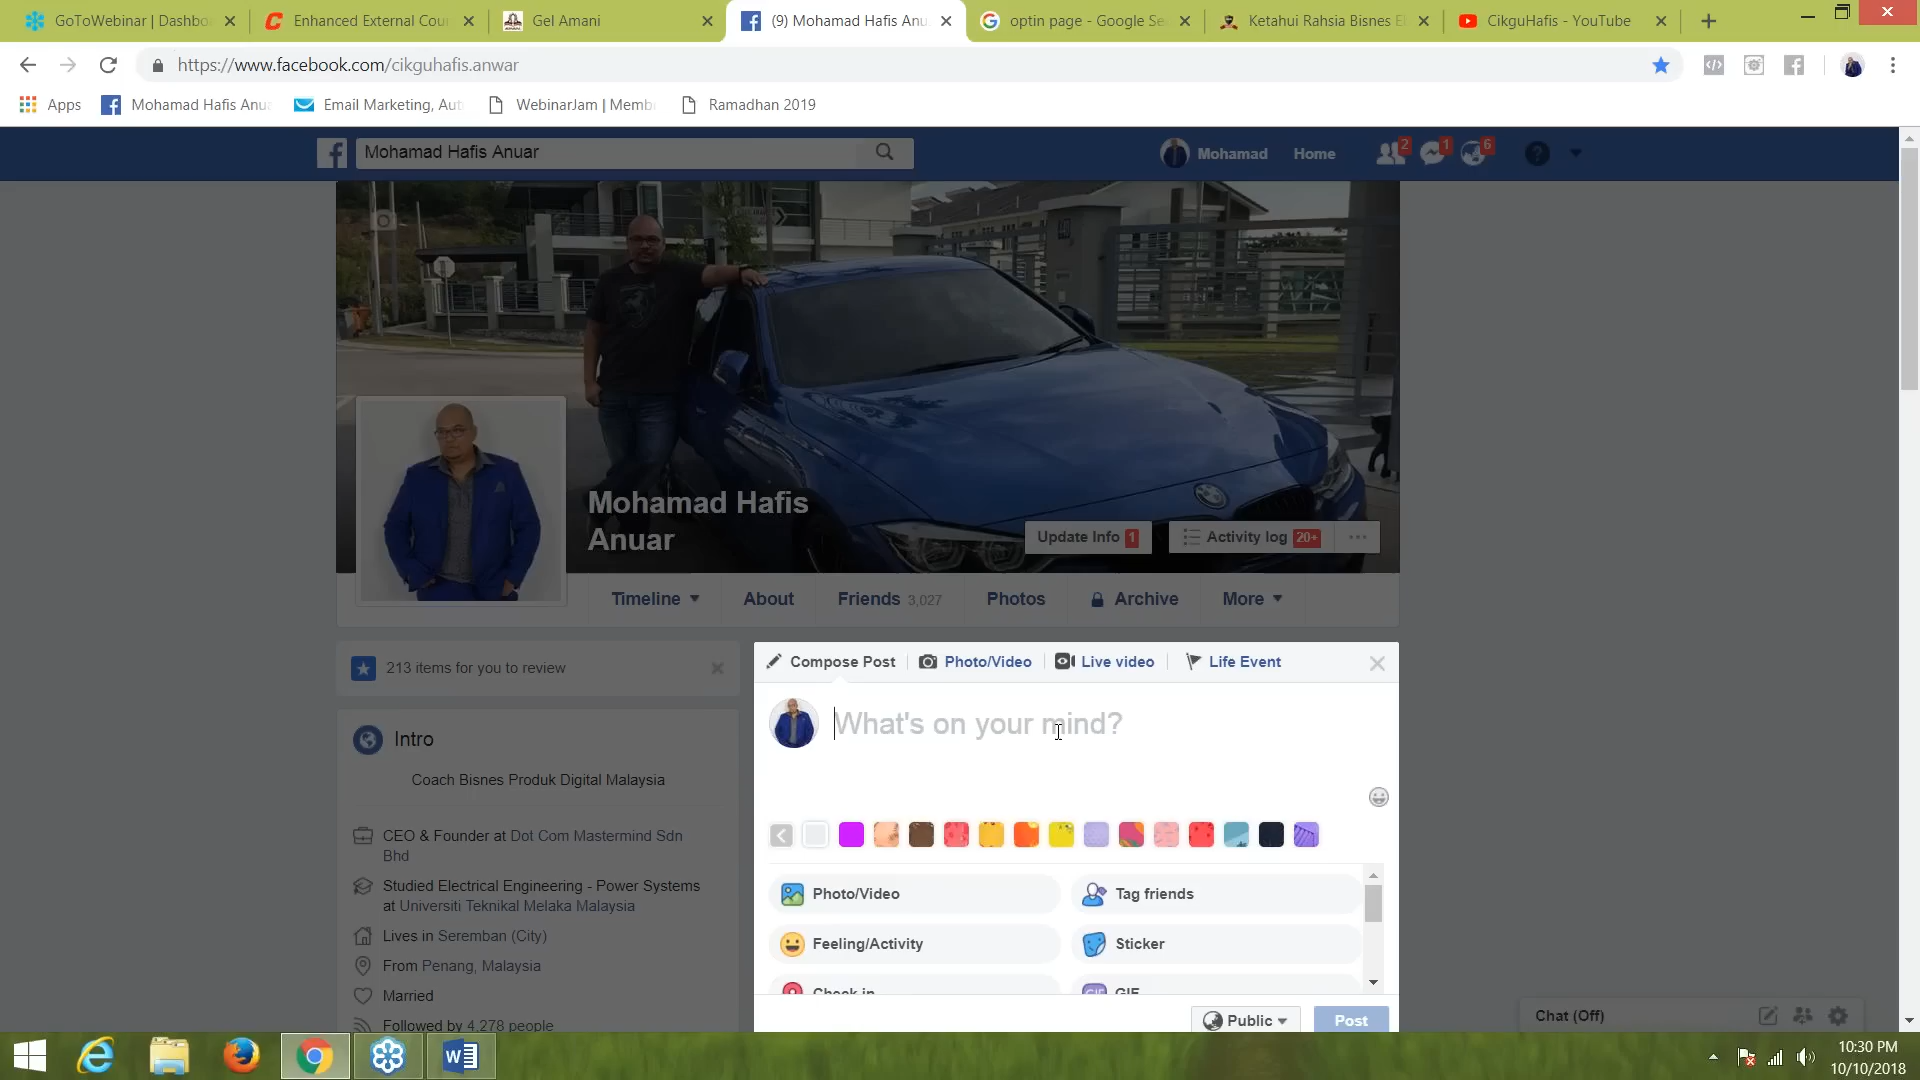 GoToWebinar | Dashbo
Enhanced External Cou
Gel Amani
(9) Mohamad Hafis Anu
optin page - Google Se
Ketahui Rahsia Bisnes E
CikguHafis - YouTube
https://www.facebook.com/cikguhafis.anwar
Apps
Mohamad Hafis Anu
Email Marketing, Aut
WebinarJam | Memb
Ramadhan 2019
Mohamad Hafis Anuar
Mohamad
Home
2
1
6
Mohamad Hafis
Anuar
Update Info 1
Activity log 20+
Timeline
About
Friends 3,027
Photos
Archive
More
213 items for you to review
Compose Post
Photo/Video
Live video
Life Event
What's on your mind?
Intro
Coach Bisnes Produk Digital Malaysia
CEO & Founder at Dot Com Mastermind Sdn
Bhd
Studied Electrical Engineering - Power Systems
at Universiti Teknikal Melaka Malaysia
Lives in Seremban (City)
From Penang, Malaysia
Married
Followed by 4,278 people
Photo/Video
Tag friends
Feeling/Activity
Sticker
Check in
GIF
Public
Post
Chat (Off)
10:30 PM
10/10/2018